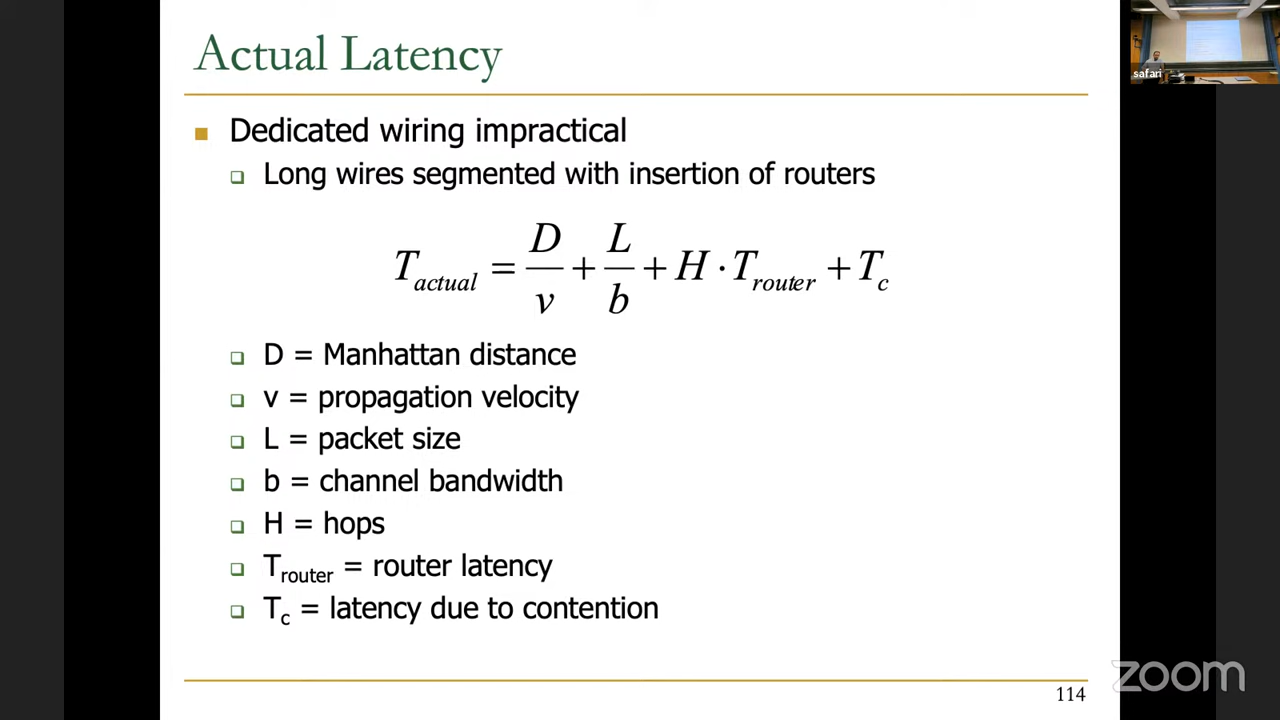 Actual Latency
safari
Dedicated wiring impractical
Long wires segmented with insertion of routers
T_actual = D/v + L/b + H · T_router + T_c
D = Manhattan distance
v = propagation velocity
L = packet size
b = channel bandwidth
H = hops
T_router = router latency
T_c = latency due to contention
114
zoom